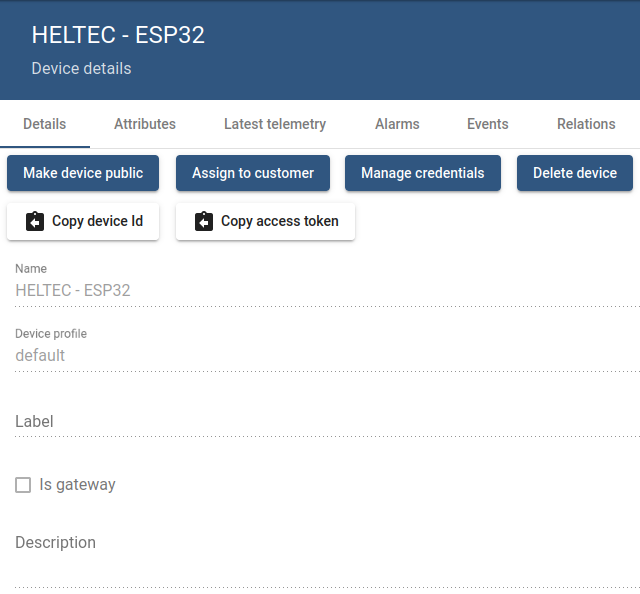 HELTEC - ESP32
Device details
Details Attributes Latest telemetry Alarms Events Relations
Make device public Assign to customer Manage credentials Delete device
Copy device Id Copy access token
Name
HELTEC - ESP32
Device profile
default
Label
Is gateway
Description